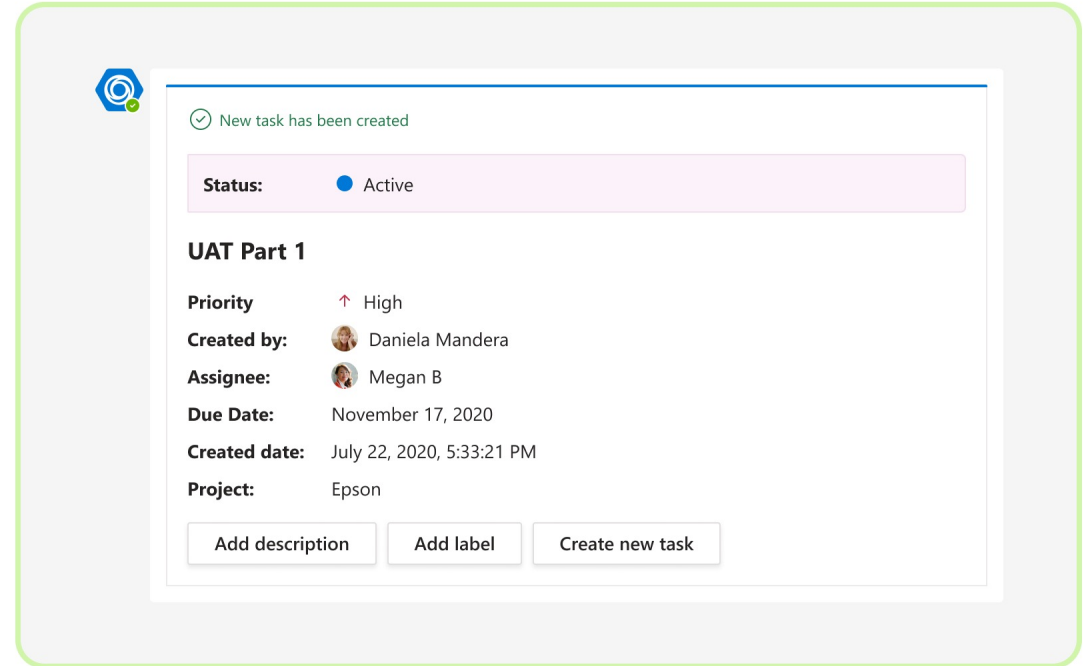 New task has been created
Status: Active
UAT Part 1
Priority High
Created by: Daniela Mandera
Assignee: Megan B
Due Date: November 17, 2020
Created date: July 22, 2020, 5:33:21 PM
Project: Epson
Add description Add label Create new task